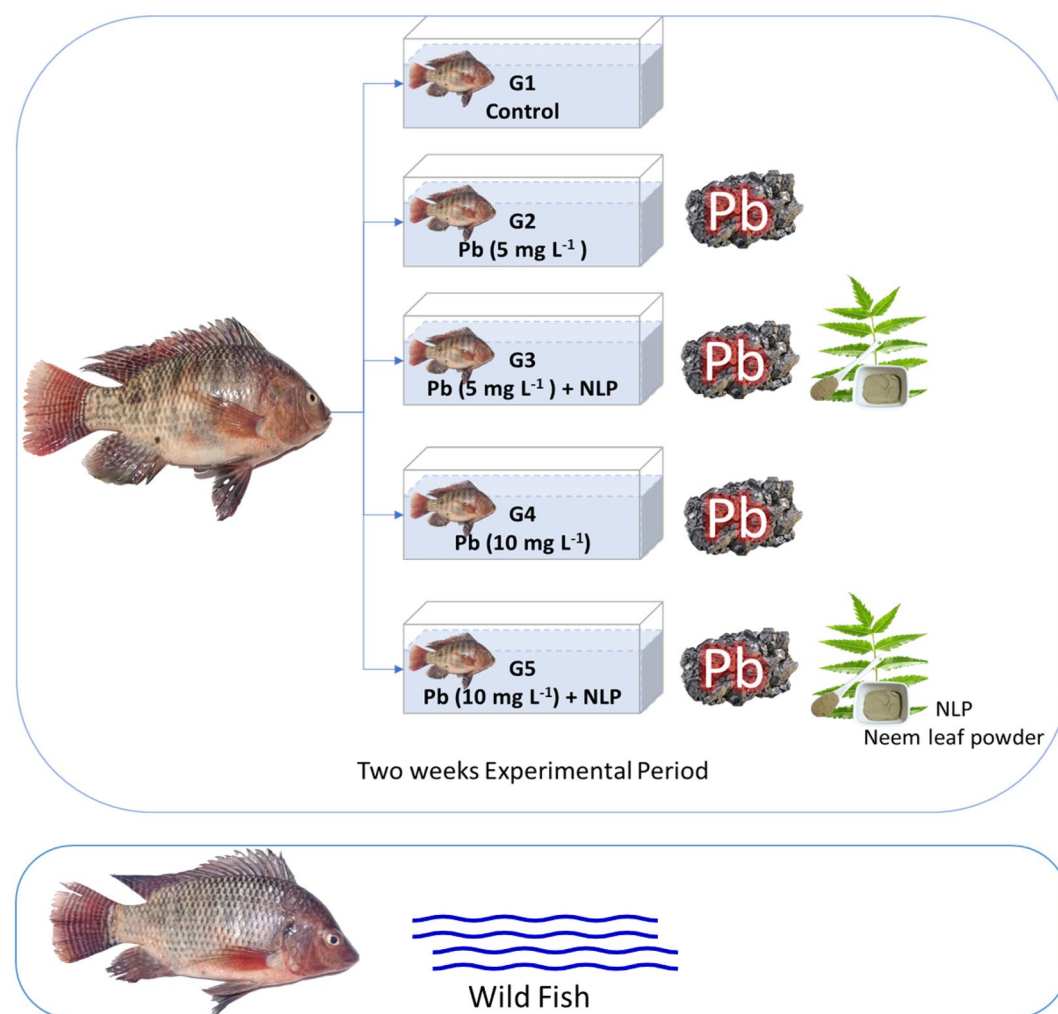 G1
Control
G2
Pb (5 mg L⁻¹ )
Pb
G3
Pb (5 mg L⁻¹ ) + NLP
Pb
G4
Pb (10 mg L⁻¹)
Pb
G5
Pb (10 mg L⁻¹) + NLP
Pb
NLP
Neem leaf powder
Two weeks Experimental Period
Wild Fish